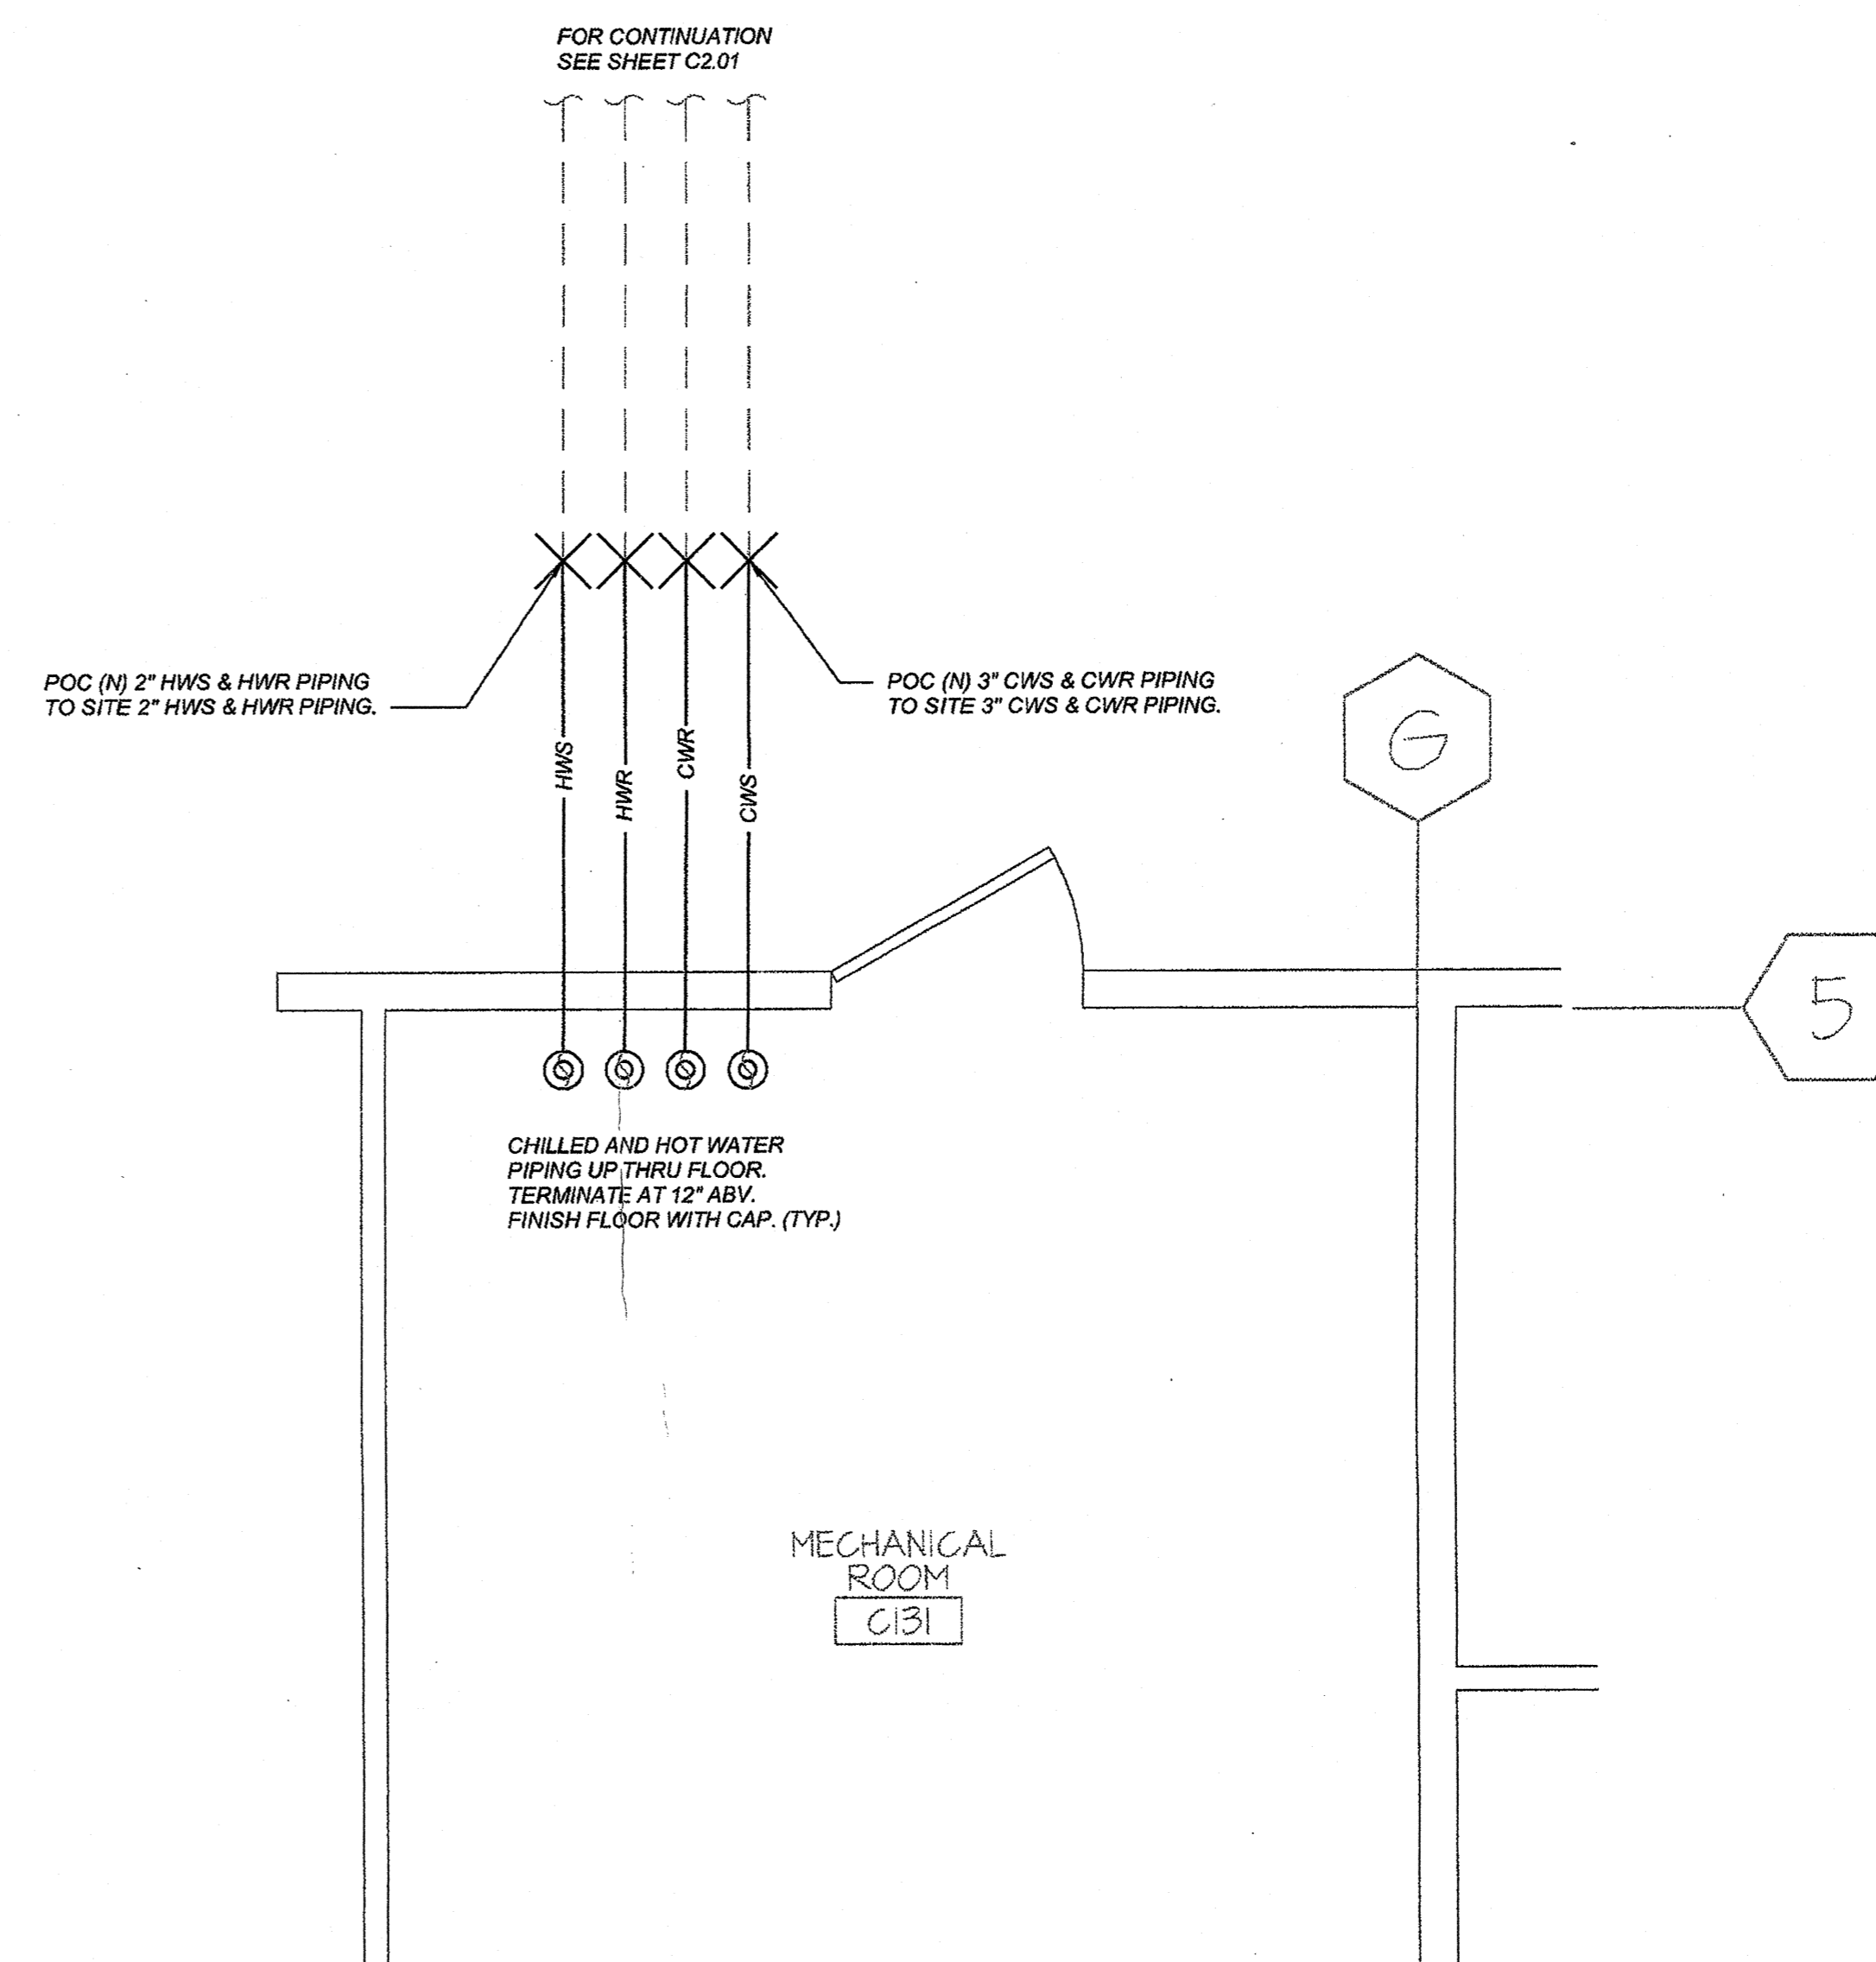 FOR CONTINUATION
SEE SHEET C2.01
POC (N) 2" HWS & HWR PIPING
TO SITE 2" HWS & HWR PIPING.
POC (N) 3" CWS & CWR PIPING
TO SITE 3" CWS & CWR PIPING.
G
HWS
HWR
CWR
CWS
5
CHILLED AND HOT WATER
PIPING UP THRU FLOOR.
TERMINATE AT 12" ABV.
FINISH FLOOR WITH CAP. (TYP.)
MECHANICAL
ROOM
C131